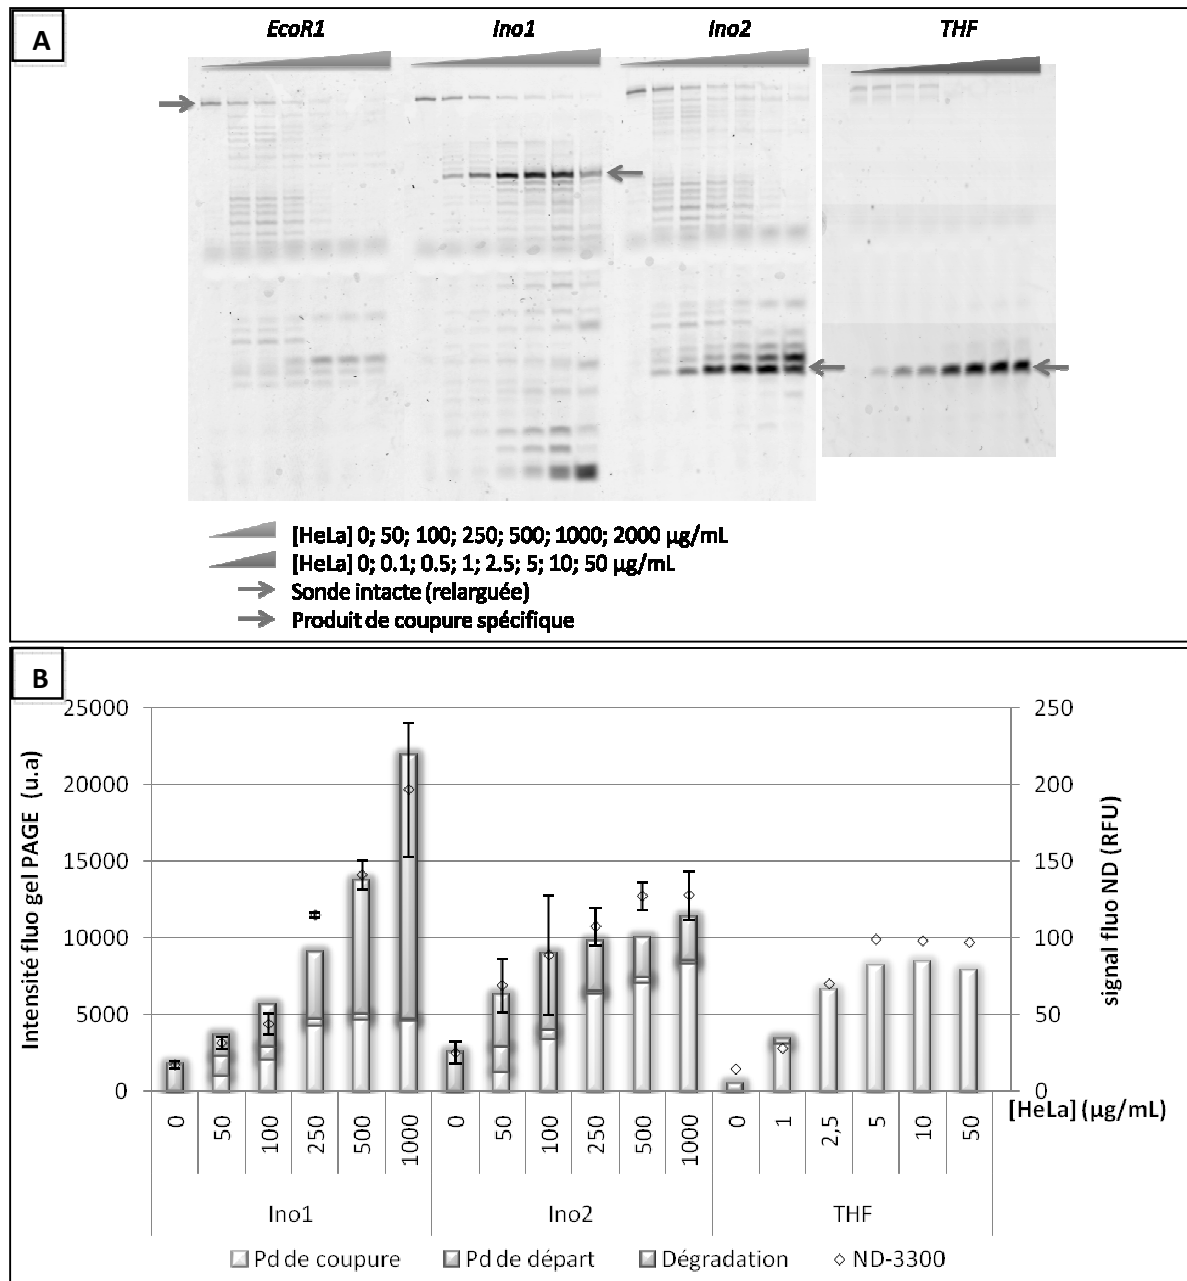 A
EcoR1 Ino1 Ino2 THF
[HeLa] 0; 50; 100; 250; 500; 1000; 2000 µg/mL
[HeLa] 0; 0.1; 0.5; 1; 2.5; 5; 10; 50 µg/mL
Sonde intacte (relarguée)
Produit de coupure spécifique
B
Intensité fluo gel PAGE (u.a)
25000
20000
15000
10000
5000
0
250
200
150
100
50
0
signal fluo ND (RFU)
0 50 100 250 500 1000 0 50 100 250 500 1000 0 1 2,5 5 10 50
[HeLa] (µg/mL)
Ino1 Ino2 THF
Pd de coupure Pd de départ Dégradation ND-3300